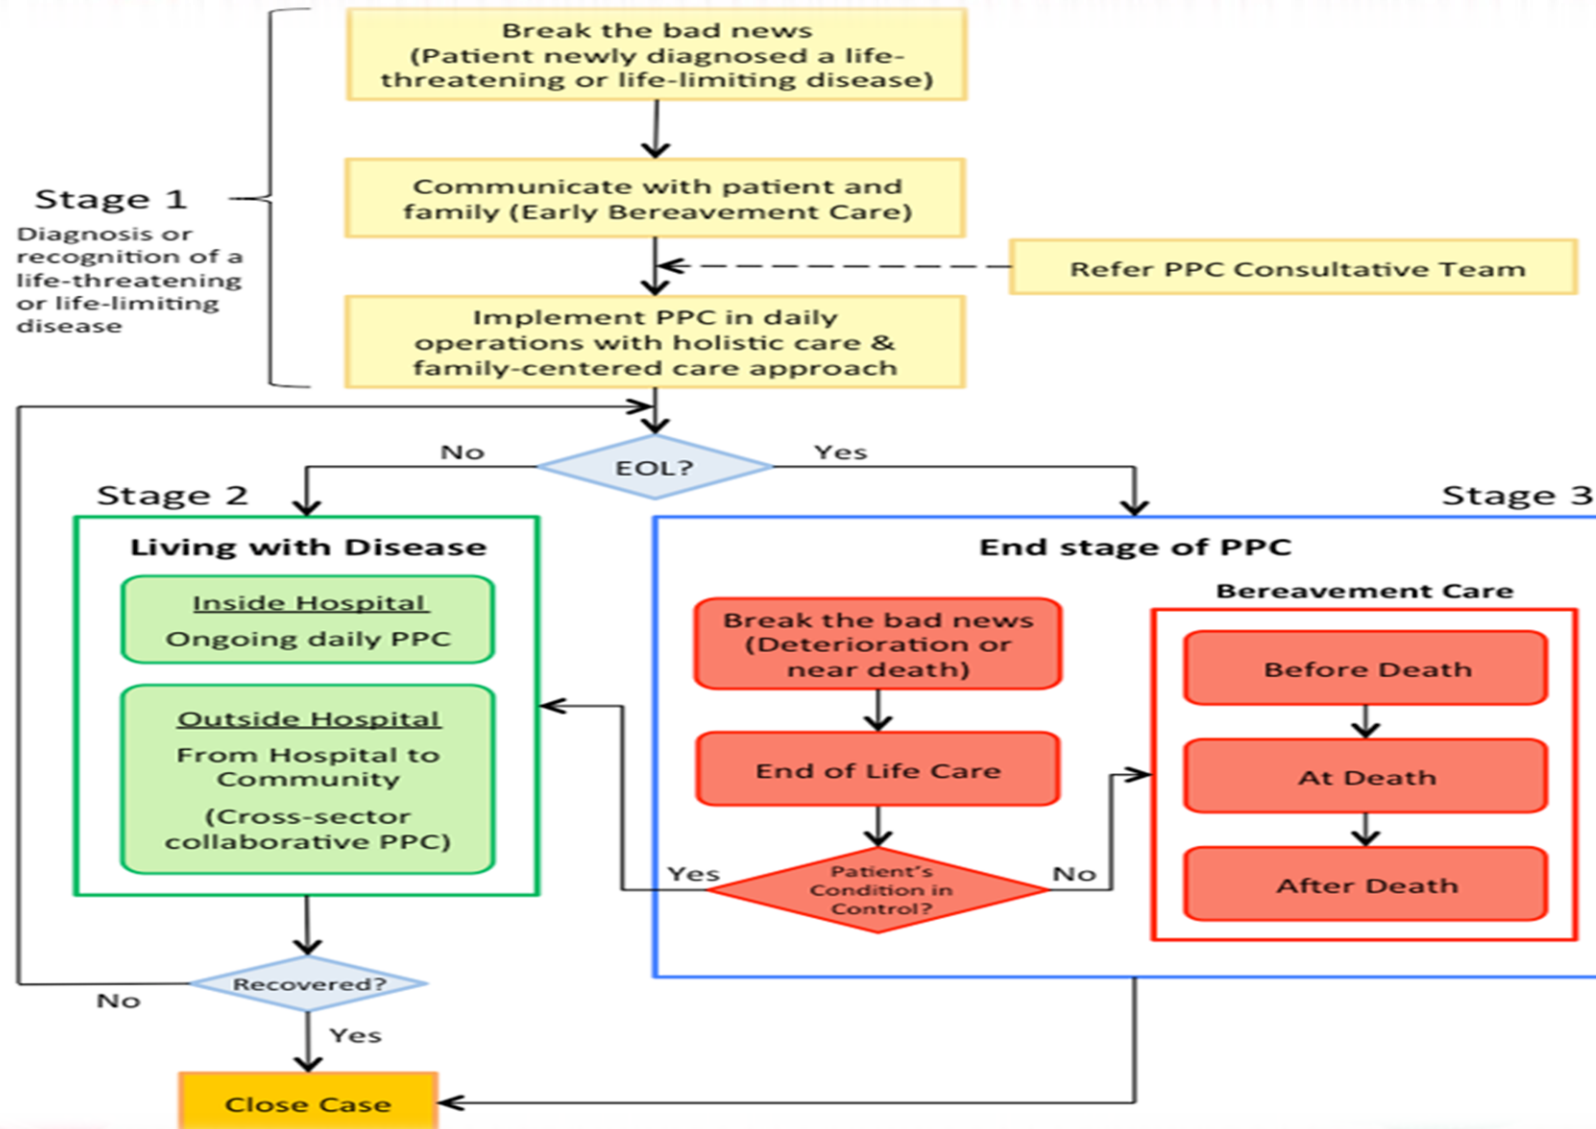 Break the bad news
(Patient newly diagnosed a life-
threatening or life-limiting disease)
Communicate with patient and
family (Early Bereavement Care)
Stage 1
Diagnosis or
recognition of a
life-threatening
or life-limiting
disease
Refer PPC Consultative Team
Implement PPC in daily
operations with holistic care &
family-centered care approach
EOL?
No
Yes
Stage 2
Living with Disease
Inside Hospital
Ongoing daily PPC
Outside Hospital
From Hospital to
Community
(Cross-sector
collaborative PPC)
Stage 3
End stage of PPC
Break the bad news
(Deterioration or
near death)
End of Life Care
Patient's
Condition in
Control?
Yes
No
Bereavement Care
Before Death
At Death
After Death
Recovered?
No
Yes
Close Case